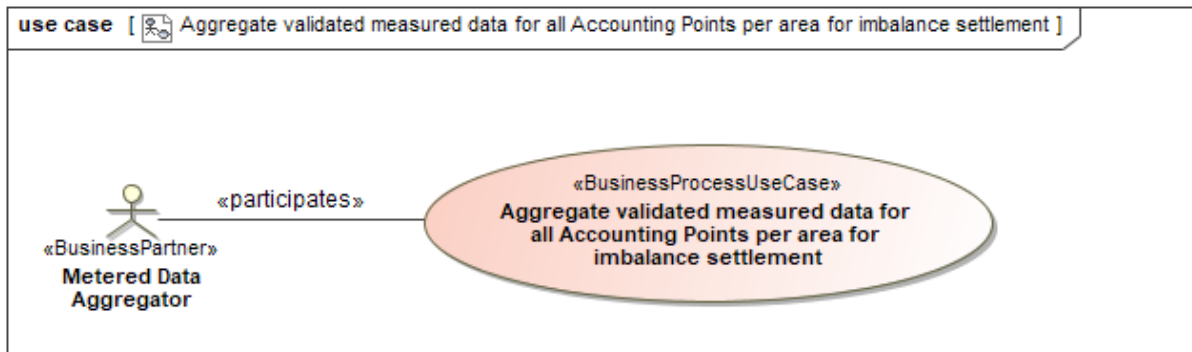 use case [ Aggregate validated measured data for all Accounting Points per area for imbalance settlement ]
«participates»
«BusinessPartner»
Metered Data
Aggregator
«BusinessProcessUseCase»
Aggregate validated measured data for
all Accounting Points per area for
imbalance settlement